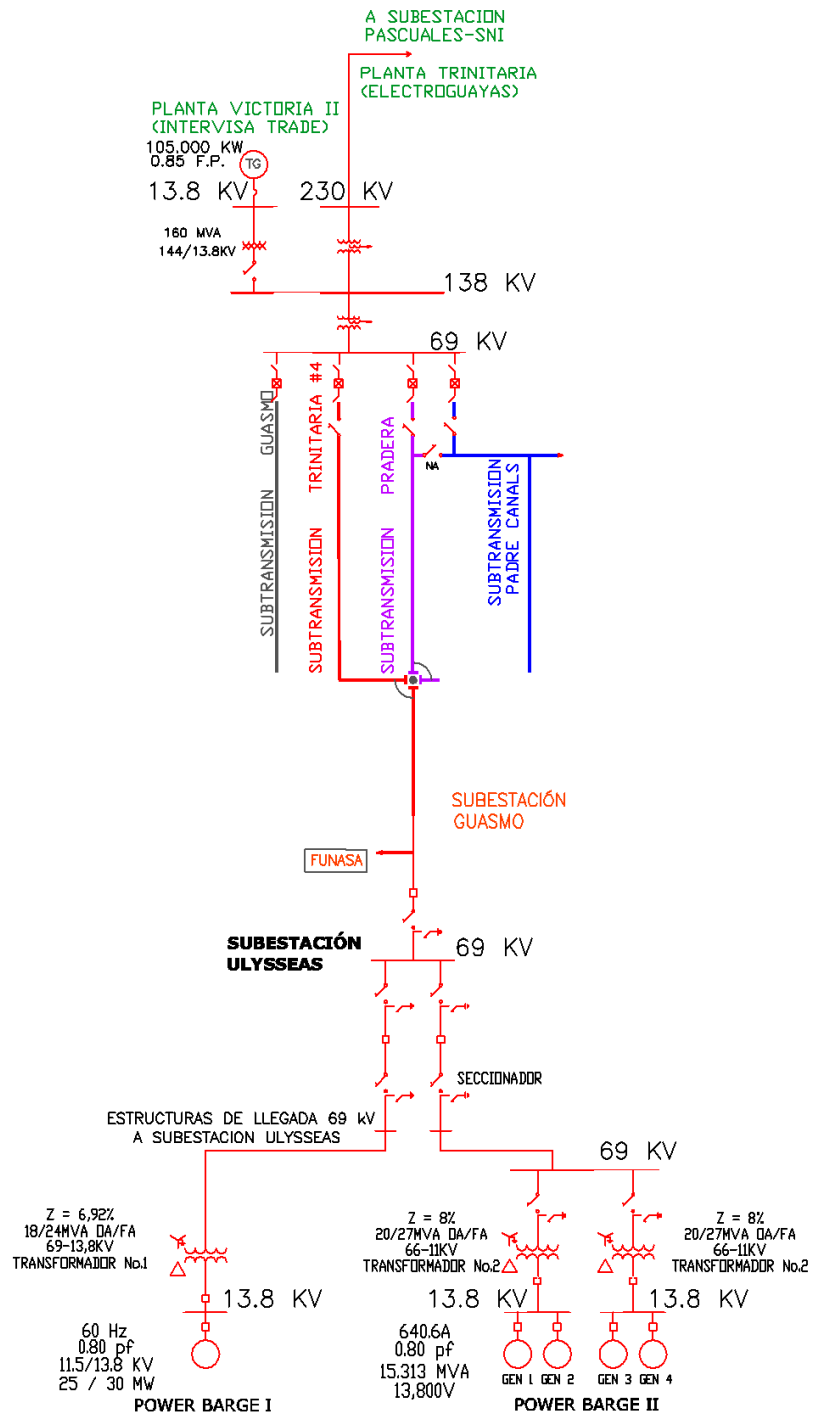 A SUBESTACION
PASCUALES-SNI
PLANTA TRINITARIA
(ELECTROGUAYAS)
PLANTA VICTORIA II
(INTERVISA TRADE)
105,000 KW
0.85 F.P.
TG
13.8 KV
230 KV
160 MVA
144/13.8KV
138 KV
69 KV
SUBTRANSMISION GUASMO
SUBTRANSMISION TRINITARIA #4
SUBTRANSMISION PRADERA
NA
SUBTRANSMISION
PADRE CANALS
SUBESTACIÓN
GUASMO
FUNASA
SUBESTACIÓN
ULYSSEAS
69 KV
SECCIONADOR
ESTRUCTURAS DE LLEGADA 69 kV
A SUBESTACION ULYSSEAS
69 KV
Z = 6,92%
18/24MVA OA/FA
69-13,8KV
TRANSFORMADOR No.1
Z = 8%
20/27MVA OA/FA
66-11KV
TRANSFORMADOR No.2
Z = 8%
20/27MVA OA/FA
66-11KV
TRANSFORMADOR No.2
13.8 KV
13.8 KV
13.8 KV
60 Hz
0.80 pf
11.5/13.8 KV
25 / 30 MW
640.6A
0.80 pf
15.313 MVA
13,800V
GEN 1
GEN 2
GEN 3
GEN 4
POWER BARGE I
POWER BARGE II